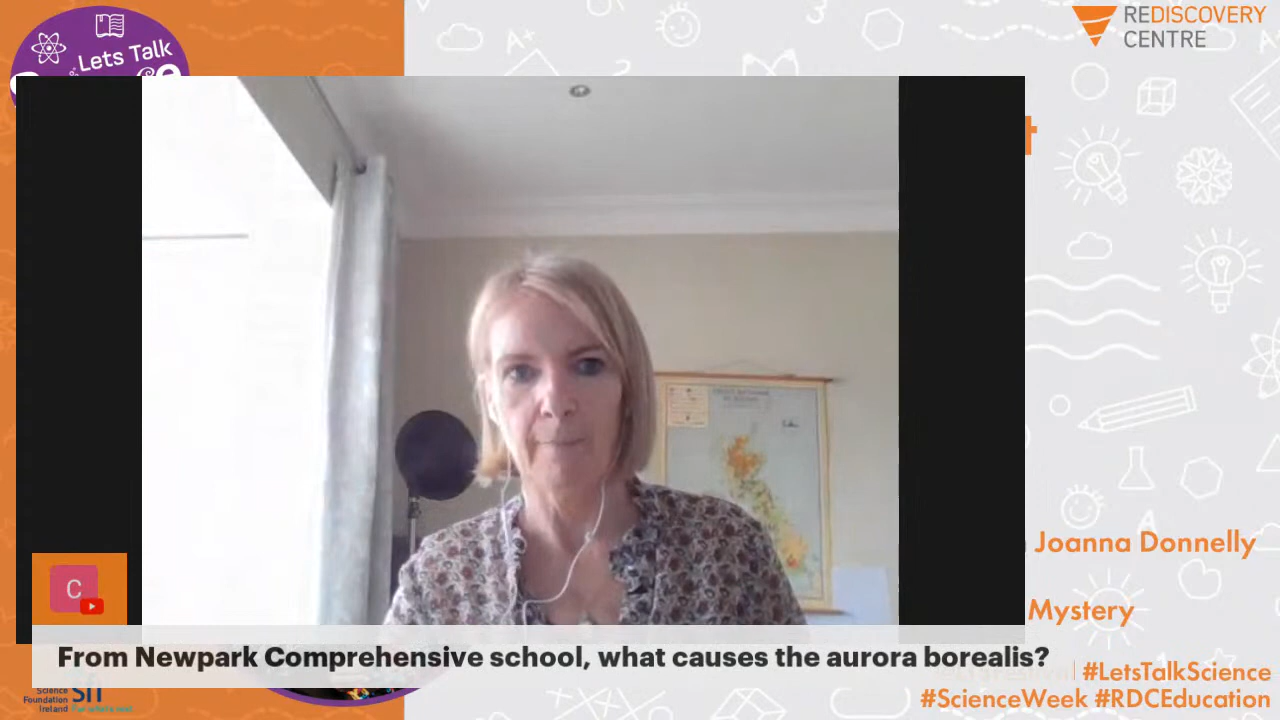 Lets Talk
REDISCOVERY
CENTRE
A+
t
Joanna Donnelly
Mystery
C
From Newpark Comprehensive school, what causes the aurora borealis?
#LetsTalkScience
#ScienceWeek #RDCEducation
Science
Foundation
Ireland
sfi